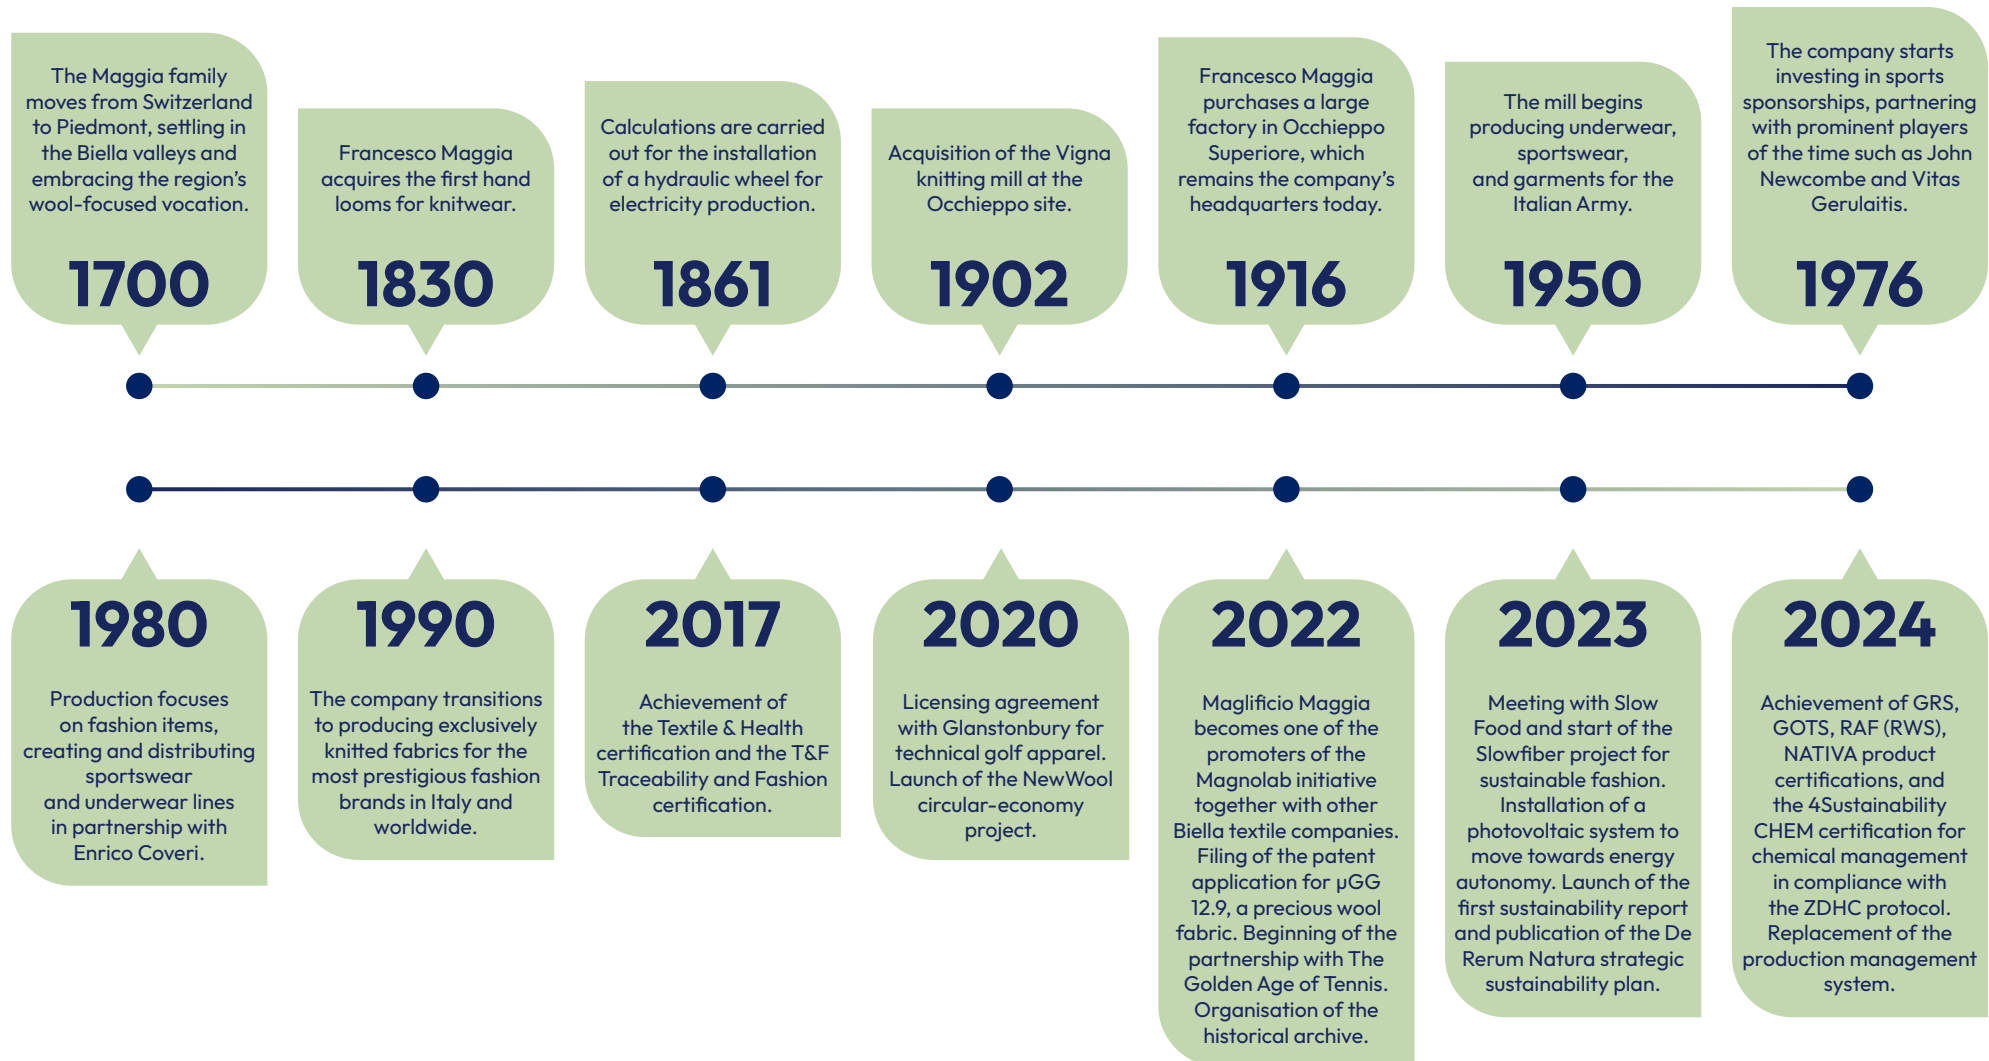 The Maggia family
moves from Switzerland
to Piedmont, settling in
the Biella valleys and
embracing the region's
wool-focused vocation.
1700
Francesco Maggia
acquires the first hand
looms for knitwear.
1830
Calculations are carried
out for the installation
of a hydraulic wheel for
electricity production.
1861
Acquisition of the Vigna
knitting mill at the
Occhieppo site.
1902
Francesco Maggia
purchases a large
factory in Occhieppo
Superiore, which
remains the company's
headquarters today.
1916
The mill begins
producing underwear,
sportswear,
and garments for the
Italian Army.
1950
The company starts
investing in sports
sponsorships, partnering
with prominent players
of the time such as John
Newcombe and Vitas
Gerulaitis.
1976
1980
Production focuses
on fashion items,
creating and distributing
sportswear
and underwear lines
in partnership with
Enrico Coveri.
1990
The company transitions
to producing exclusively
knitted fabrics for the
most prestigious fashion
brands in Italy and
worldwide.
2017
Achievement of
the Textile & Health
certification and the T&F
Traceability and Fashion
certification.
2020
Licensing agreement
with Glanstonbury for
technical golf apparel.
Launch of the NewWool
circular-economy
project.
2022
Maglificio Maggia
becomes one of the
promoters of the
Magnolab initiative
together with other
Biella textile companies.
Filing of the patent
application for µGG
12.9, a precious wool
fabric. Beginning of the
partnership with The
Golden Age of Tennis.
Organisation of the
historical archive.
2023
Meeting with Slow
Food and start of the
Slowfiber project for
sustainable fashion.
Installation of a
photovoltaic system to
move towards energy
autonomy. Launch of the
first sustainability report
and publication of the De
Rerum Natura strategic
sustainability plan.
2024
Achievement of GRS,
GOTS, RAF (RWS),
NATIVA product
certifications, and
the 4Sustainability
CHEM certification for
chemical management
in compliance with
the ZDHC protocol.
Replacement of the
production management
system.